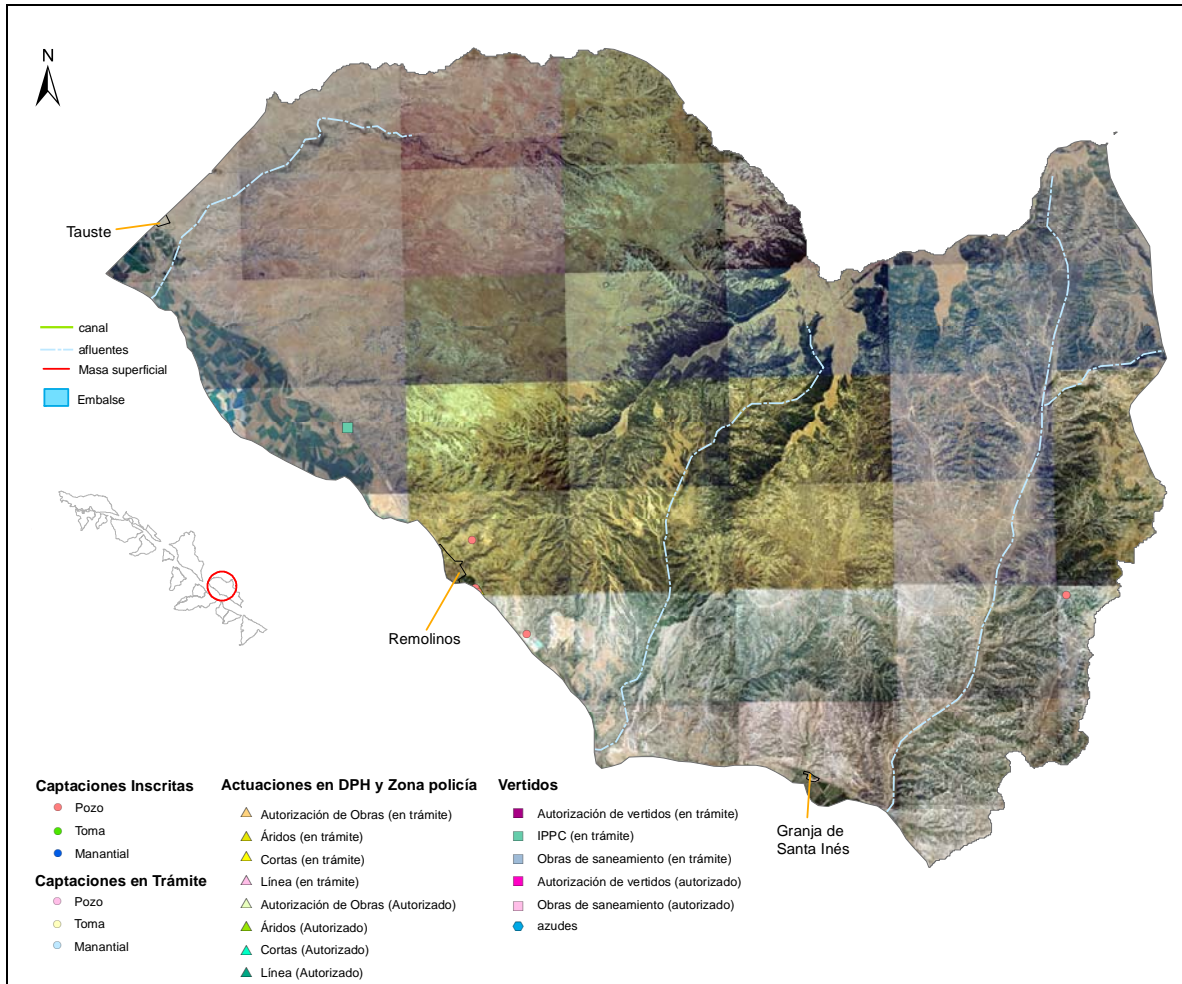 N
Tauste
canal
afluentes
Masa superficial
Embalse
Remolinos
Granja de
Santa Inés
Captaciones Inscritas
Pozo
Toma
Manantial
Captaciones en Trámite
Pozo
Toma
Manantial
Actuaciones en DPH y Zona policía
Autorización de Obras (en trámite)
Áridos (en trámite)
Cortas (en trámite)
Línea (en trámite)
Autorización de Obras (Autorizado)
Áridos (Autorizado)
Cortas (Autorizado)
Línea (Autorizado)
Vertidos
Autorización de vertidos (en trámite)
IPPC (en trámite)
Obras de saneamiento (en trámite)
Autorización de vertidos (autorizado)
Obras de saneamiento (autorizado)
azudes